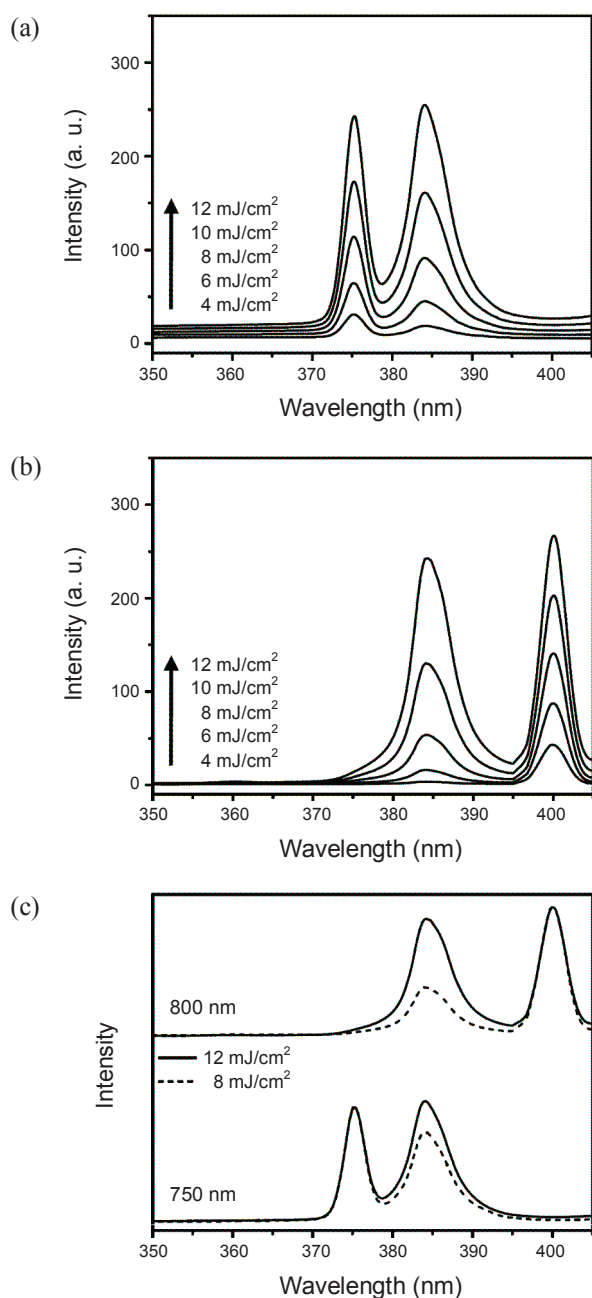 (a)
300
200
100
0
Intensity (a. u.)
12 mJ/cm²
10 mJ/cm²
8 mJ/cm²
6 mJ/cm²
4 mJ/cm²
350 360 370 380 390 400
Wavelength (nm)
(b)
300
200
100
0
Intensity (a. u.)
12 mJ/cm²
10 mJ/cm²
8 mJ/cm²
6 mJ/cm²
4 mJ/cm²
350 360 370 380 390 400
Wavelength (nm)
(c)
Intensity
800 nm
12 mJ/cm²
8 mJ/cm²
750 nm
350 360 370 380 390 400
Wavelength (nm)